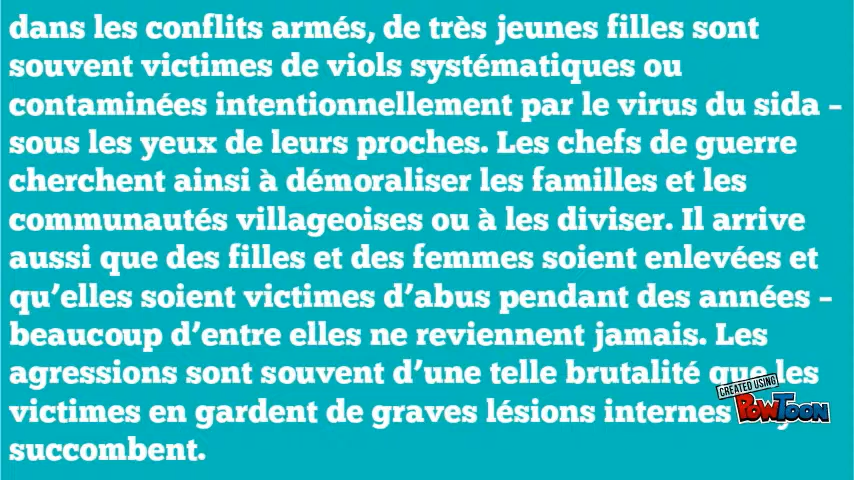 dans les conflits armés, de très jeunes filles sont
souvent victimes de viols systématiques ou
contaminées intentionnellement par le virus du sida –
sous les yeux de leurs proches. Les chefs de guerre
cherchent ainsi à démoraliser les familles et les
communautés villageoises ou à les diviser. Il arrive
aussi que des filles et des femmes soient enlevées et
qu’elles soient victimes d’abus pendant des années –
beaucoup d’entre elles ne reviennent jamais. Les
agressions sont souvent d’une telle brutalité que les
victimes en gardent de graves lésions internes
succombent.
CREATED USING
POWTOON